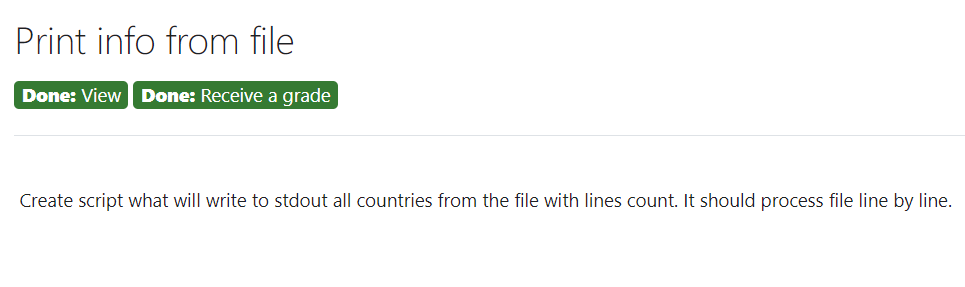 Print info from file
Done: View Done: Receive a grade
Create script what will write to stdout all countries from the file with lines count. It should process file line by line.